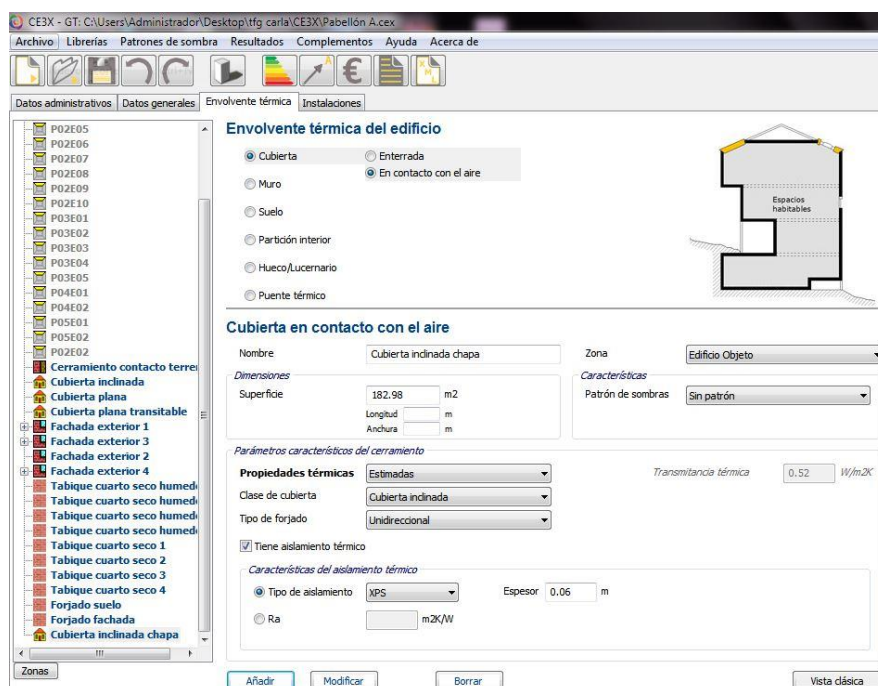 CE3X - GT: C:\Users\Administrador\Desktop\tfg carla\CE3X\Pabellón A.cex
Archivo Librerías Patrones de sombra Resultados Complementos Ayuda Acerca de
Datos administrativos Datos generales Envolvente térmica Instalaciones
P02E05
P02E06
P02E07
P02E08
P02E09
P02E10
P03E01
P03E02
P03E03
P03E04
P03E05
P04E01
P04E02
P05E01
P05E02
P02E02
Cerramiento contacto terre
Cubierta inclinada
Cubierta plana
Cubierta plana transitable
Fachada exterior 1
Fachada exterior 3
Fachada exterior 2
Fachada exterior 4
Tabique cuarto seco humed
Tabique cuarto seco humed
Tabique cuarto seco humed
Tabique cuarto seco humed
Tabique cuarto seco 1
Tabique cuarto seco 2
Tabique cuarto seco 3
Tabique cuarto seco 4
Forjado suelo
Forjado fachada
Cubierta inclinada chapa
Zonas
Envolvente térmica del edificio
Cubierta Enterrada
En contacto con el aire
Muro
Suelo
Partición interior
Hueco/Lucernario
Puente térmico
Espacios
habitables
Cubierta en contacto con el aire
Nombre Cubierta inclinada chapa Zona Edificio Objeto
Dimensiones Características
Superficie 182.98 m2 Patrón de sombras Sin patrón
Longitud m
Anchura m
Parámetros característicos del cerramiento
Propiedades térmicas Estimadas Transmitancia térmica 0.52 W/m2K
Clase de cubierta Cubierta inclinada
Tipo de forjado Unidireccional
Tiene aislamiento térmico
Características del aislamiento térmico
Tipo de aislamiento XPS Espesor 0.06 m
Ra m2K/W
Añadir Modificar Borrar Vista clásica